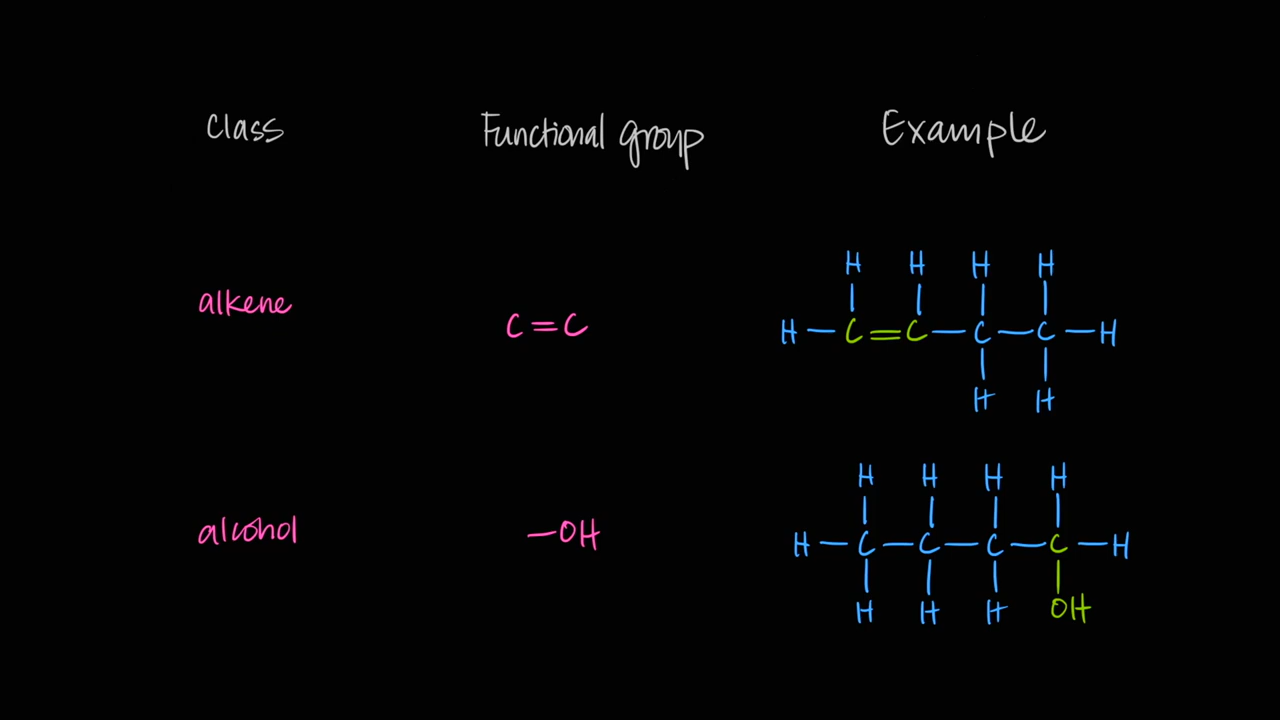 Class Functional group Example
H H H H
alkene
C=C H—C=C—C—C—H
H H
H H H H
alcohol —OH H—C—C—C—C—H
H H H OH